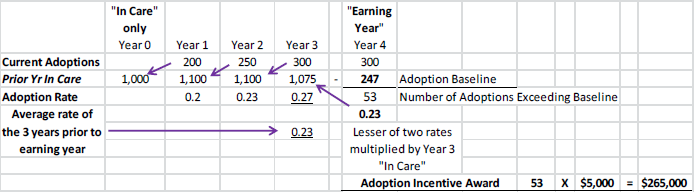 "In Care" "Earning
only Year"
Year 0 Year 1 Year 2 Year 3 Year 4
Current Adoptions 200 250 300 300
Prior Yr In Care 1,000 1,100 1,100 1,075 - 247 Adoption Baseline
Adoption Rate 0.2 0.23 0.27 53 Number of Adoptions Exceeding Baseline
Average rate of 0.23
the 3 years prior to 0.23 Lesser of two rates
earning year multiplied by Year 3
"In Care"
Adoption Incentive Award 53 X $5,000 = $265,000